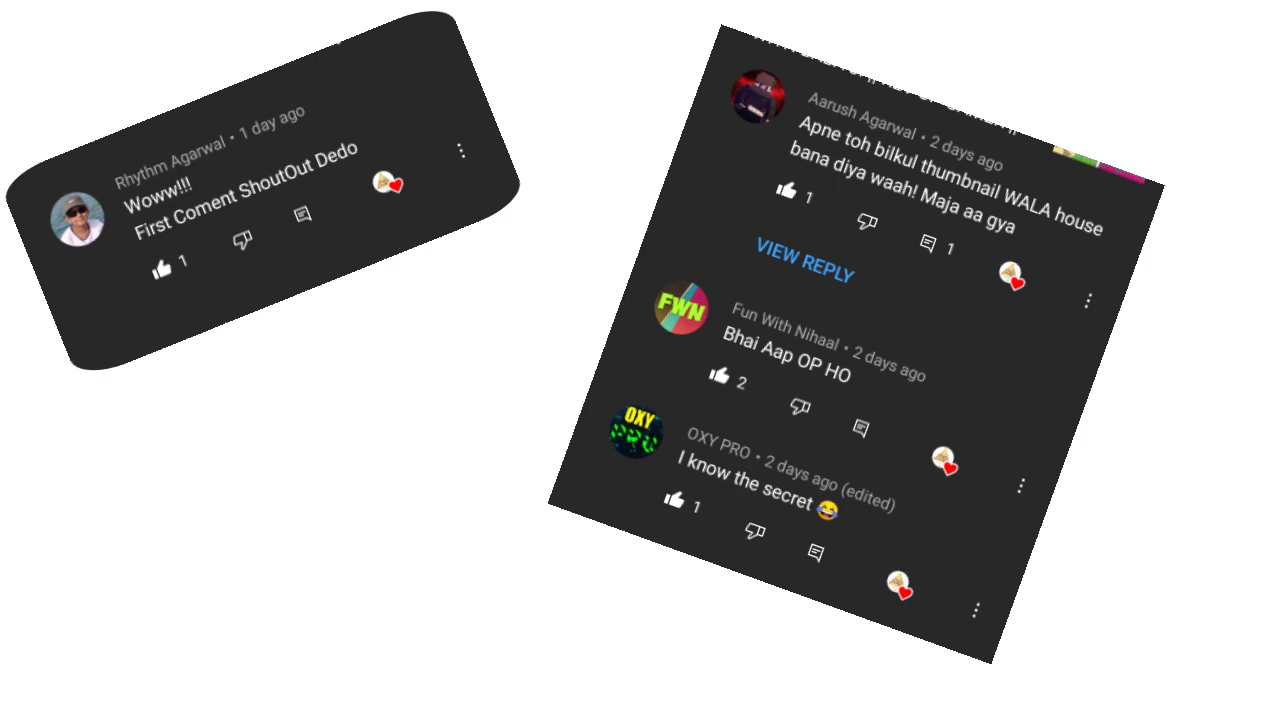 Rhythm Agarwal • 1 day ago
Woww!!!
First Coment ShoutOut Dedo
1
Aarush Agarwal • 2 days ago
Apne toh bilkul thumbnail WALA house
bana diya waah! Maja aa gya
1
1
VIEW REPLY
FWN
Fun With Nihaal • 2 days ago
Bhai Aap OP HO
2
OXY
PRO
OXY PRO • 2 days ago (edited)
I know the secret 😂
1